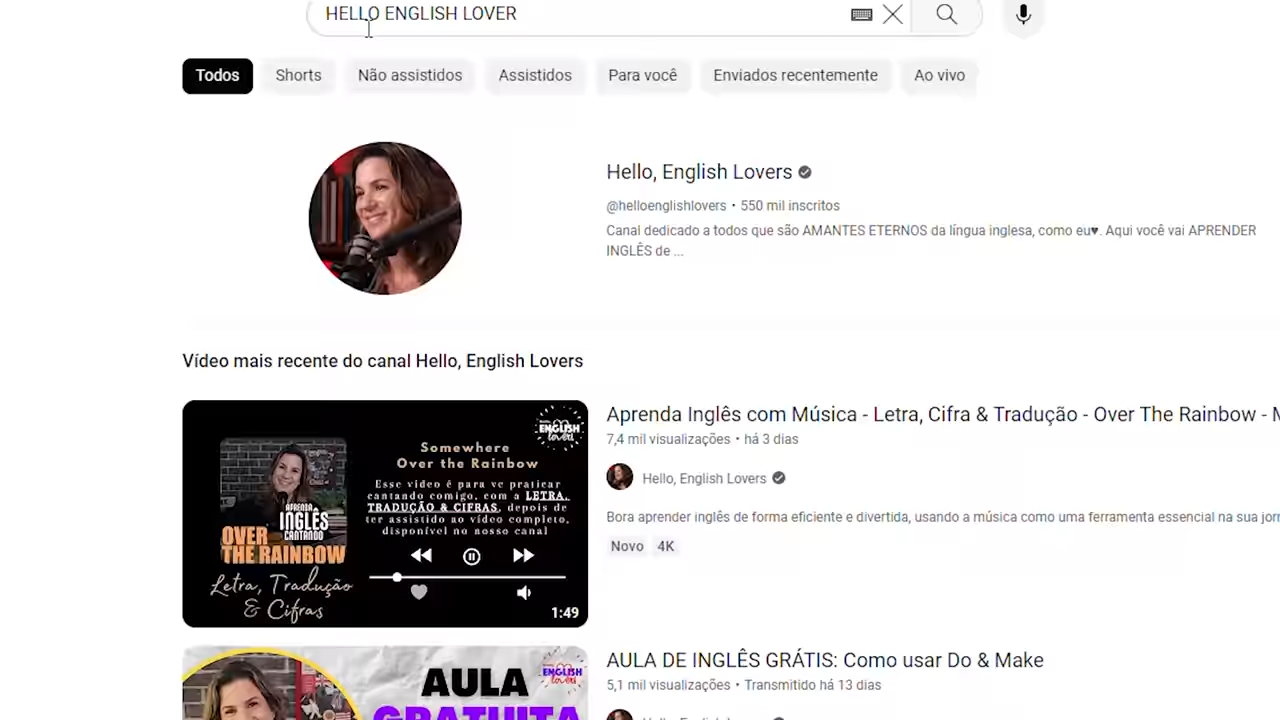 HELLO ENGLISH LOVER
Todos Shorts Não assistidos Assistidos Para você Enviados recentemente Ao vivo
Hello, English Lovers
@helloenglishlovers • 550 mil inscritos
Canal dedicado a todos que são AMANTES ETERNOS da língua inglesa, como eu♥. Aqui você vai APRENDER
INGLÊS de ...
Vídeo mais recente do canal Hello, English Lovers
ENGLISH
lovers
Somewhere
Over the Rainbow
Esse vídeo é para vc praticar
cantando comigo, com a LETRA,
TRADUÇÃO & CIFRAS, depois de
ter assistido ao vídeo completo,
disponível no nosso canal
APRENDA
INGLÊS
CANTANDO
OVER
THE RAINBOW
Letra, Tradução
& Cifras
1:49
Aprenda Inglês com Música - Letra, Cifra & Tradução - Over The Rainbow - M
7,4 mil visualizações • há 3 dias
Hello, English Lovers
Bora aprender inglês de forma eficiente e divertida, usando a música como uma ferramenta essencial na sua jor
Novo 4K
AULA
GRATUITA
ENGLISH
lovers
AULA DE INGLÊS GRÁTIS: Como usar Do & Make
5,1 mil visualizações • Transmitido há 13 dias